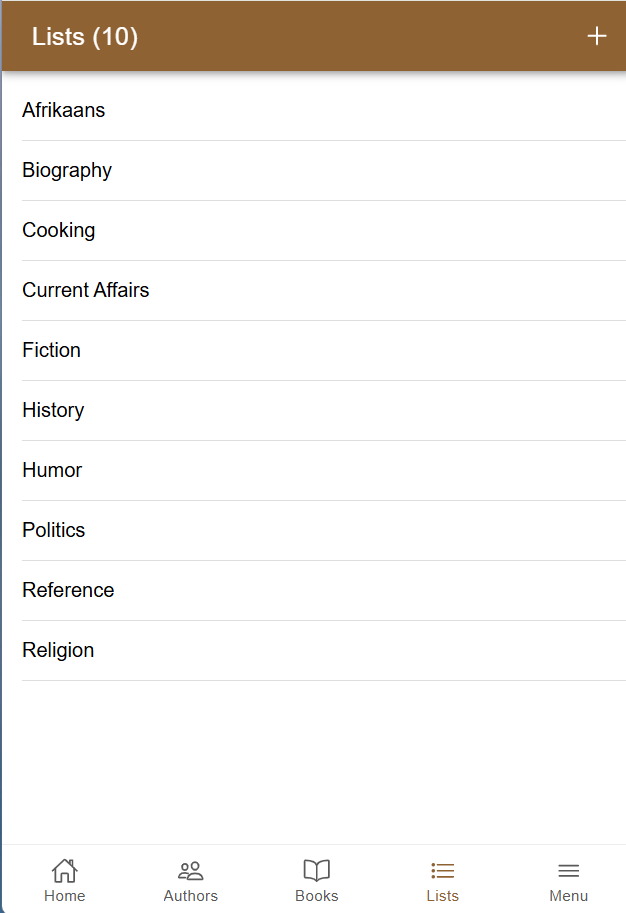 Lists (10)
Afrikaans
Biography
Cooking
Current Affairs
Fiction
History
Humor
Politics
Reference
Religion
Home Authors Books Lists Menu